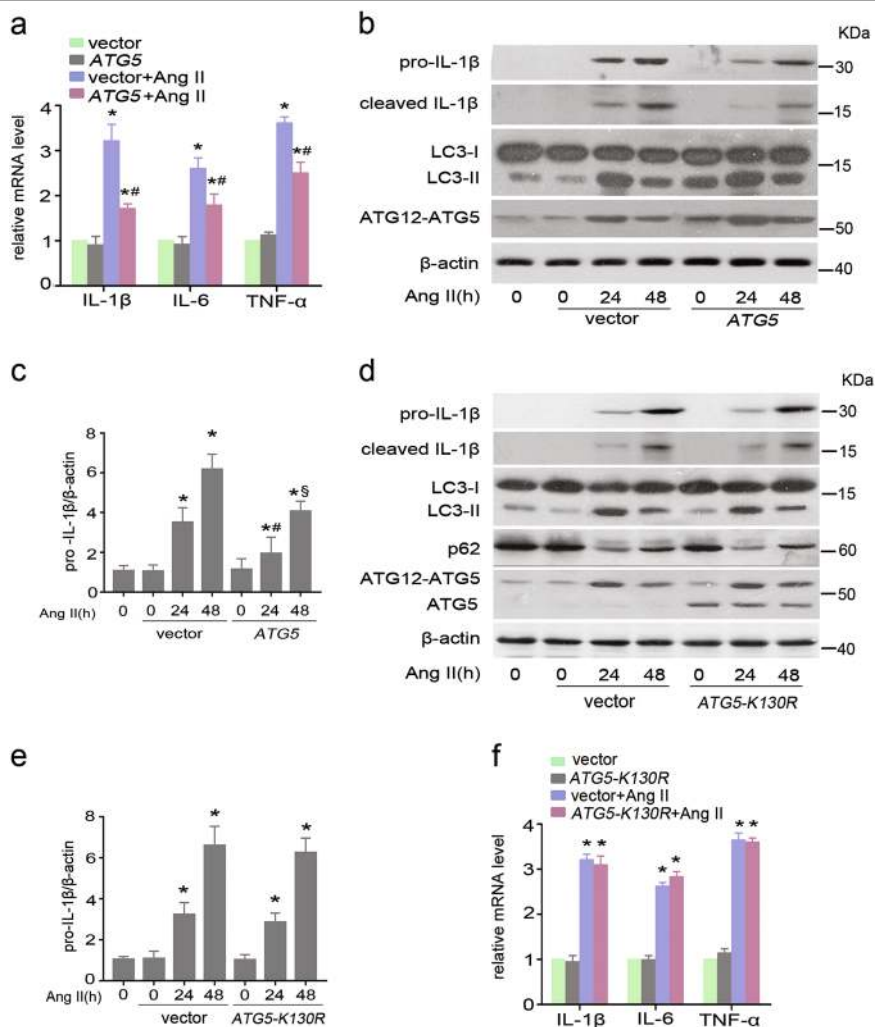 a
vector
ATG5
vector+Ang II
ATG5+Ang II
relative mRNA level
4
3
2
1
0
*
*#
*
*#
*
*#
IL-1β
IL-6
TNF-α
b
KDa
pro-IL-1β
30
cleaved IL-1β
15
LC3-I
15
LC3-II
ATG12-ATG5
50
β-actin
40
Ang II(h)
0 0 24 48 0 24 48
vector
ATG5
c
pro -IL-1β/β-actin
8
6
4
2
0
*
*
*#
*§
Ang II(h)
0 0 24 48 0 24 48
vector
ATG5
d
KDa
pro-IL-1β
30
cleaved IL-1β
15
LC3-I
15
LC3-II
p62
60
ATG12-ATG5
50
ATG5
β-actin
40
Ang II(h)
0 0 24 48 0 24 48
vector
ATG5-K130R
e
pro-IL-1β/β-actin
8
6
4
2
0
*
*
*
*
Ang II(h)
0 0 24 48 0 24 48
vector
ATG5-K130R
f
vector
ATG5-K130R
vector+Ang II
ATG5-K130R+Ang II
relative mRNA level
4
3
2
1
0
* *
* *
* *
IL-1β
IL-6
TNF-α